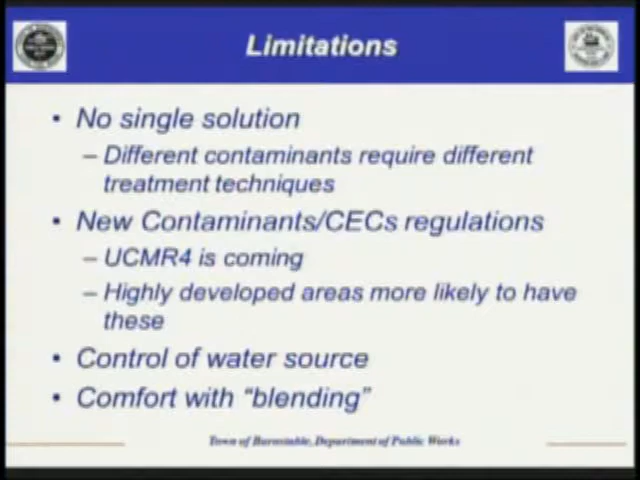 Limitations
• No single solution
– Different contaminants require different
treatment techniques
• New Contaminants/CECs regulations
– UCMR4 is coming
– Highly developed areas more likely to have
these
• Control of water source
• Comfort with “blending”
Town of Barnstable, Department of Public Works